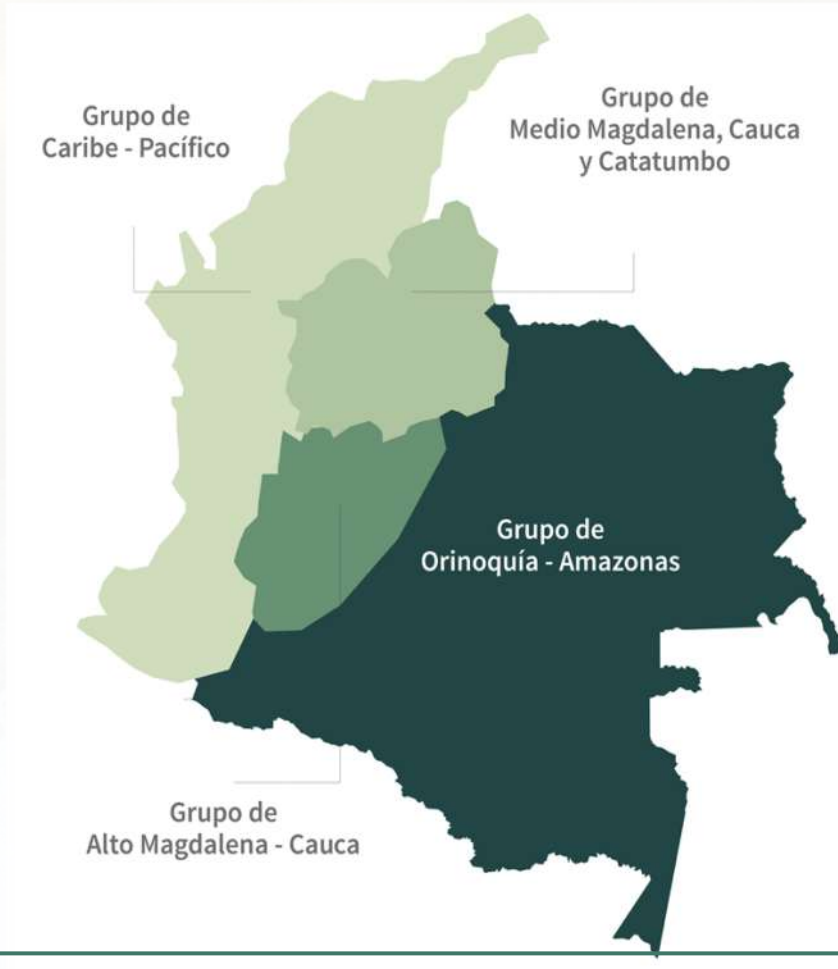 Grupo de
Caribe - Pacífico
Grupo de
Medio Magdalena, Cauca
y Catatumbo
Grupo de
Orinoquía - Amazonas
Grupo de
Alto Magdalena - Cauca